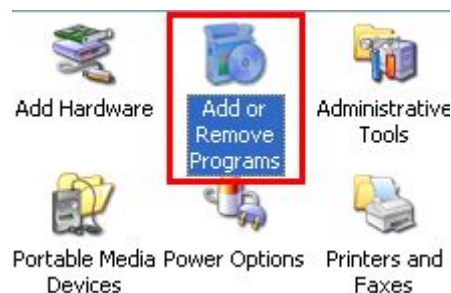 Add Hardware
Add or
Remove
Programs
Administrative
Tools
Portable Media
Devices
Power Options
Printers and
Faxes